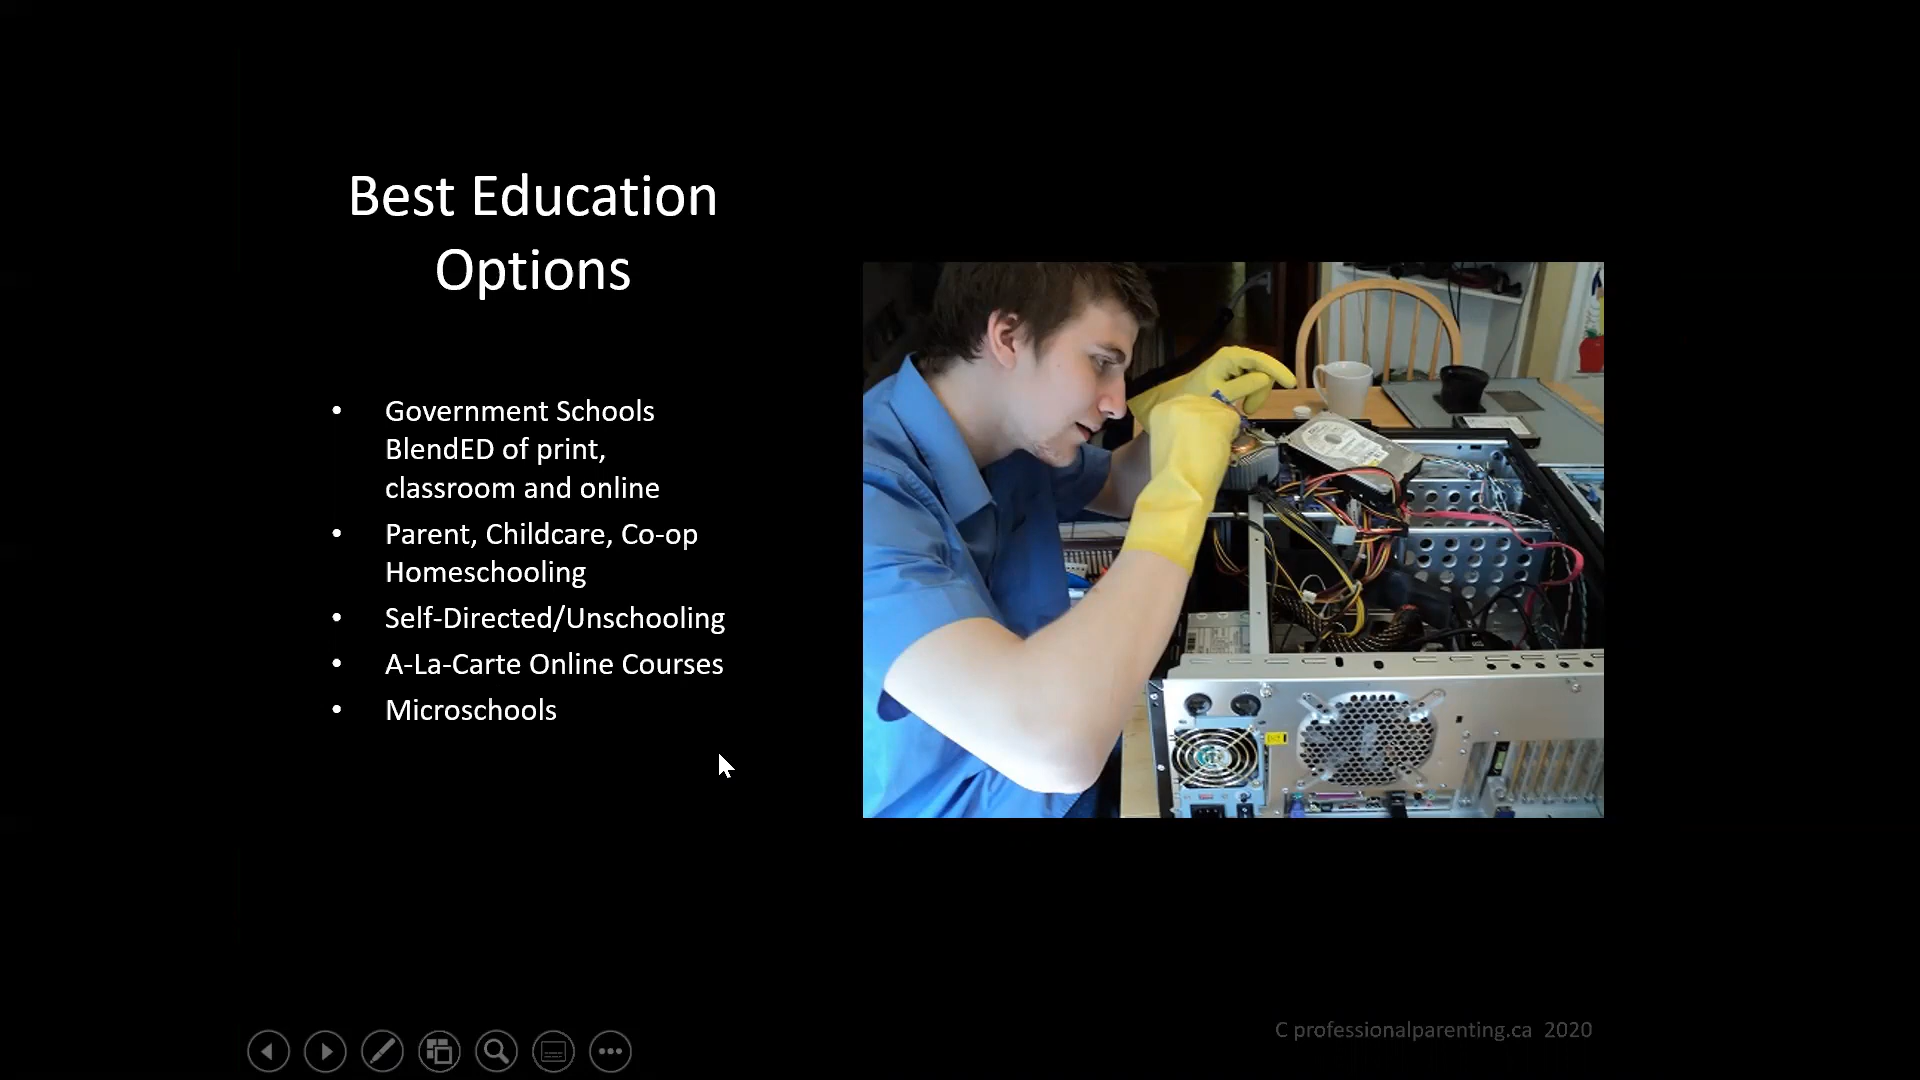 Best Education
Options
• Government Schools
BlendED of print,
classroom and online
• Parent, Childcare, Co-op
Homeschooling
• Self-Directed/Unschooling
• A-La-Carte Online Courses
• Microschools
C professionalparenting.ca 2020